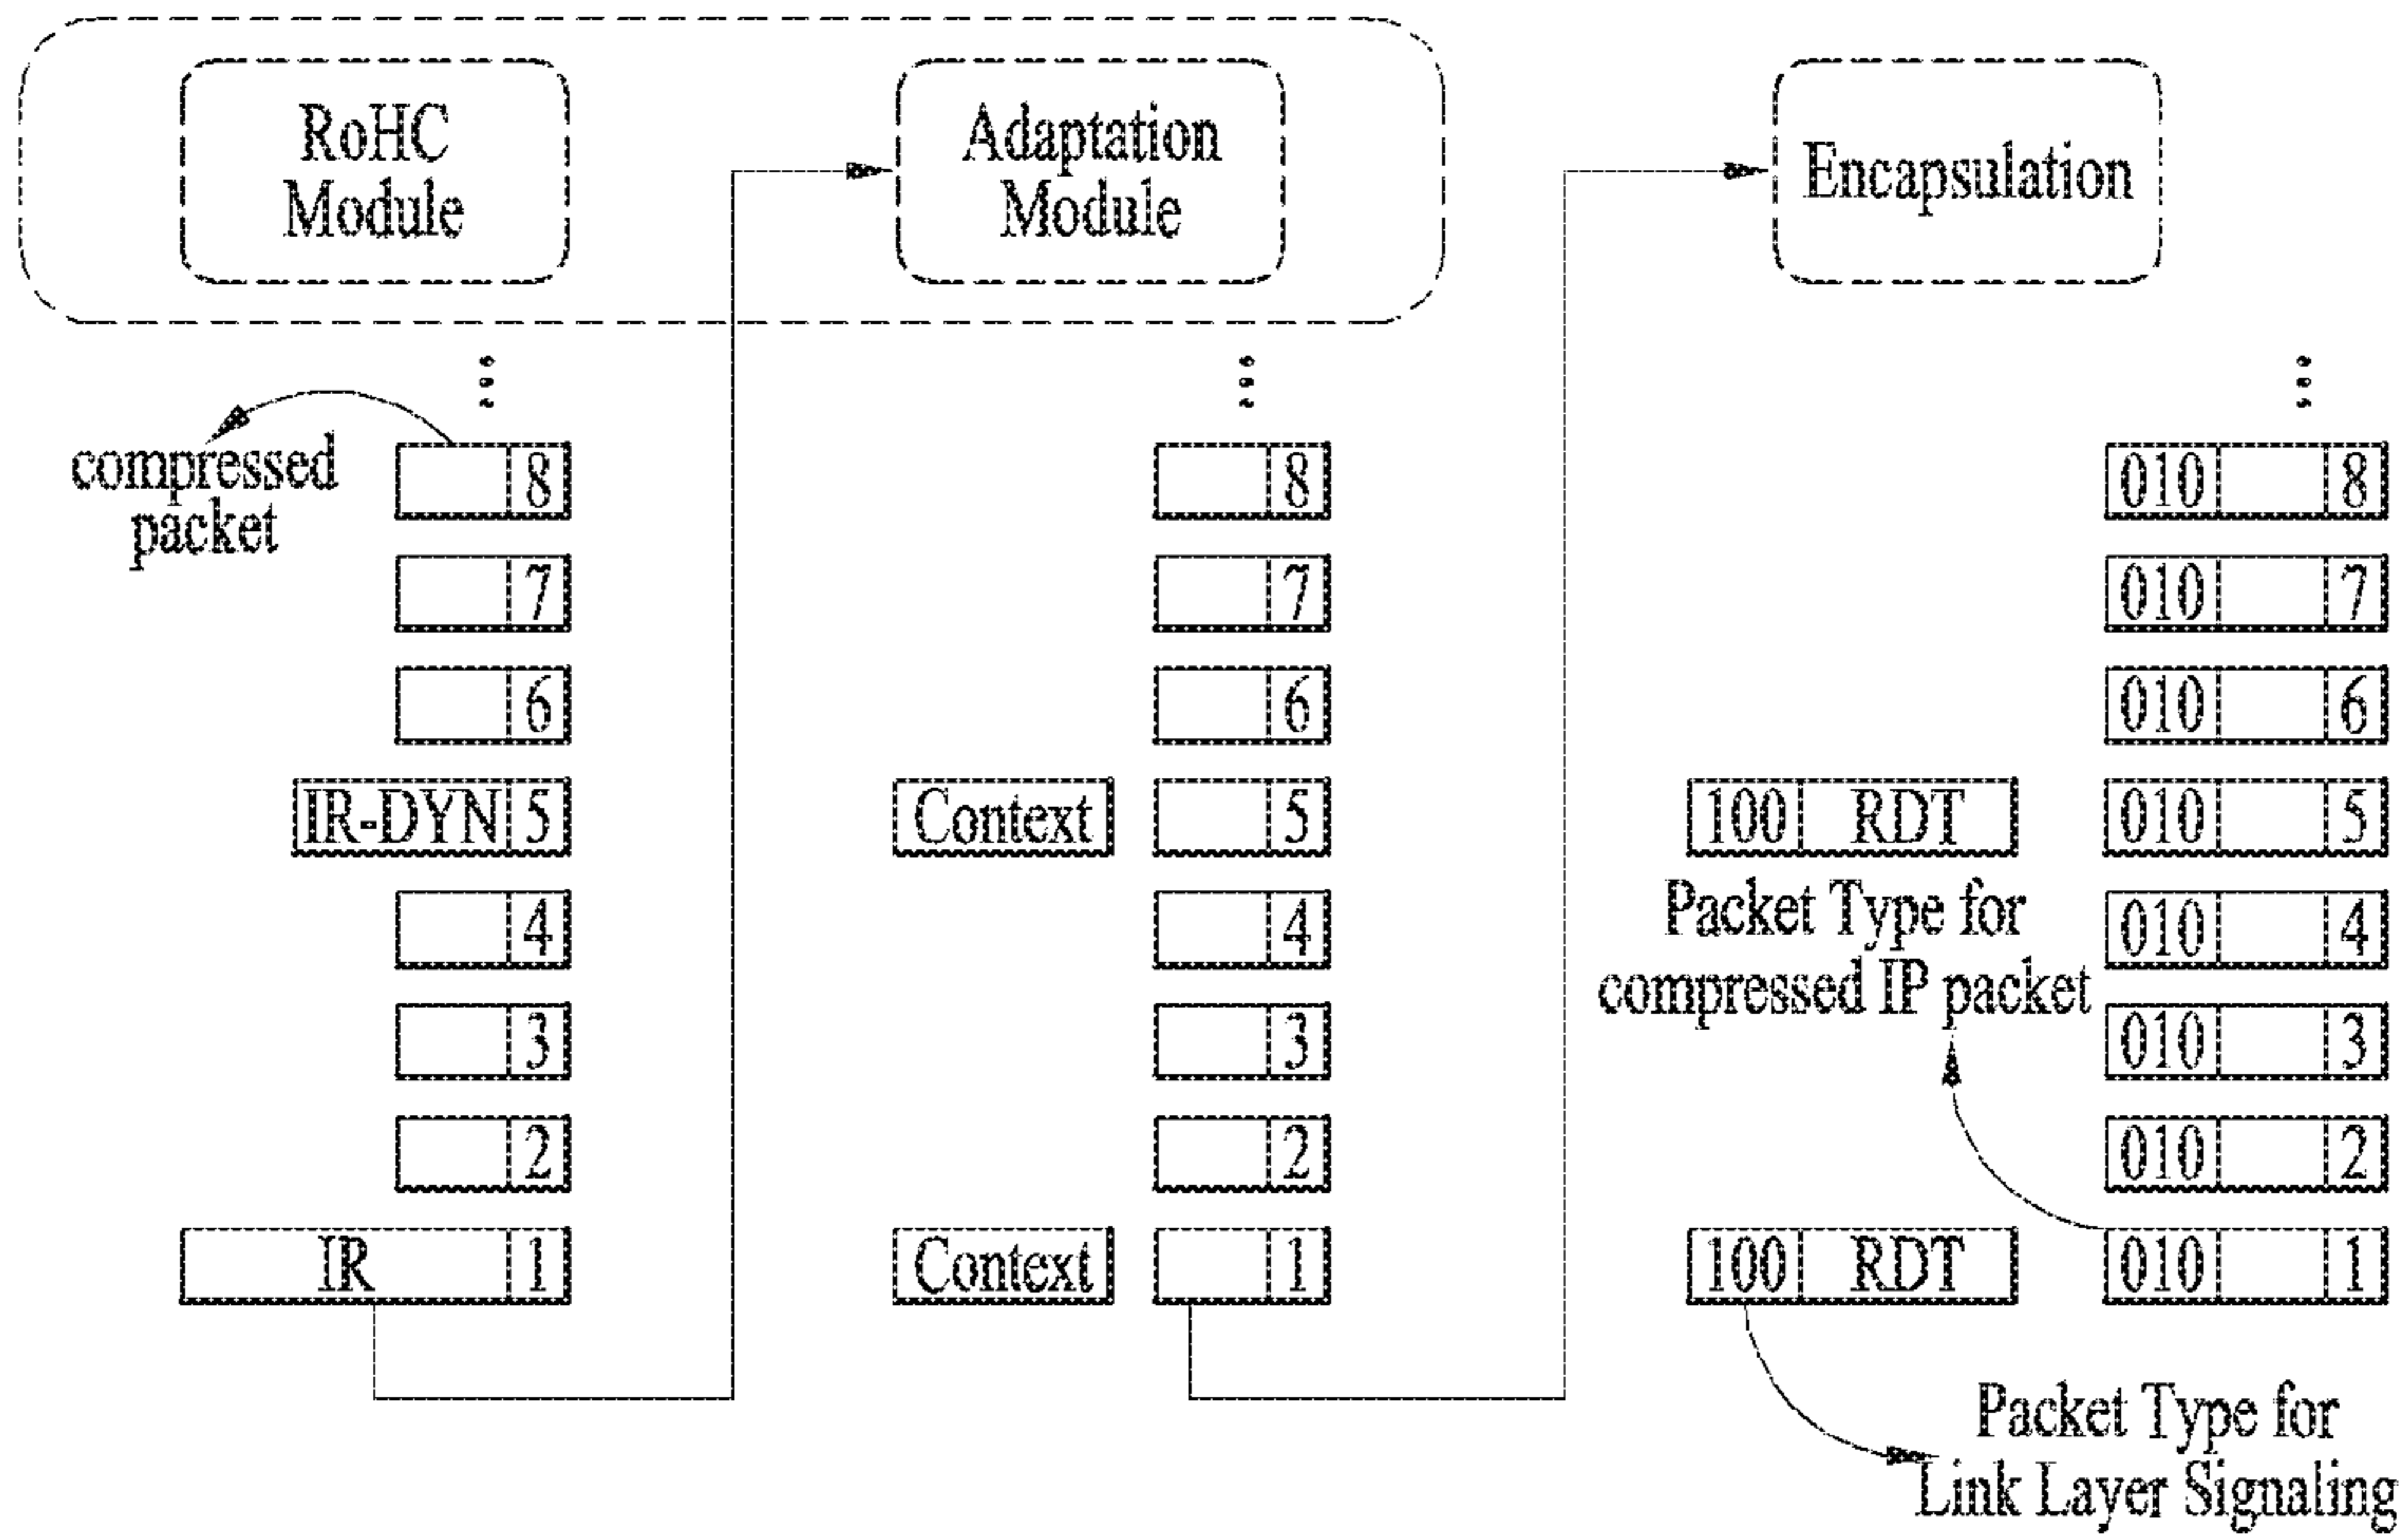 RoHC
Module
Adaptation
Module
Encapsulation
compressed
packet
8
7
6
IR-DYN 5
4
3
2
IR 1
8
7
6
Context 5
4
3
2
Context 1
010 8
010 7
010 6
100 RDT 010 5
Packet Type for
compressed IP packet
010 4
010 3
010 2
100 RDT 010 1
Packet Type for
Link Layer Signaling